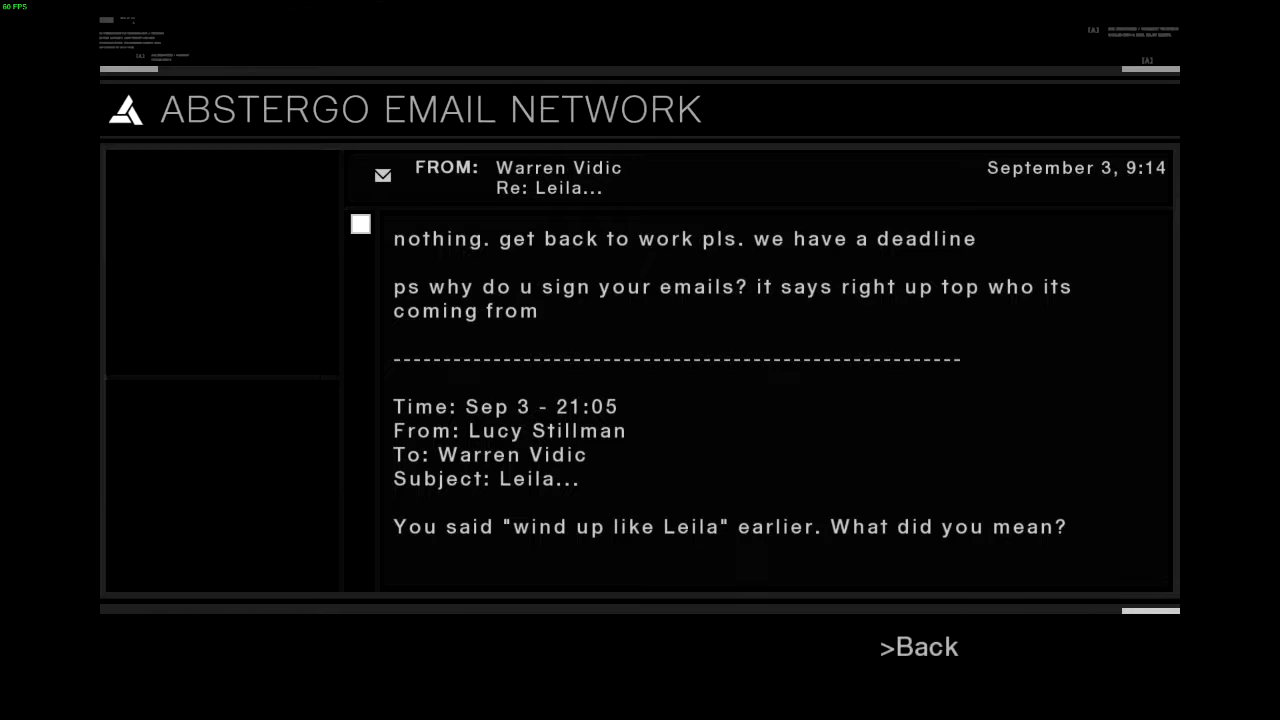 60 FPS
ABSTERGO EMAIL NETWORK
FROM: Warren Vidic September 3, 9:14
Re: Leila...
nothing. get back to work pls. we have a deadline
ps why do u sign your emails? it says right up top who its
coming from
---------------------------------------------------------
Time: Sep 3 - 21:05
From: Lucy Stillman
To: Warren Vidic
Subject: Leila...
You said "wind up like Leila" earlier. What did you mean?
>Back